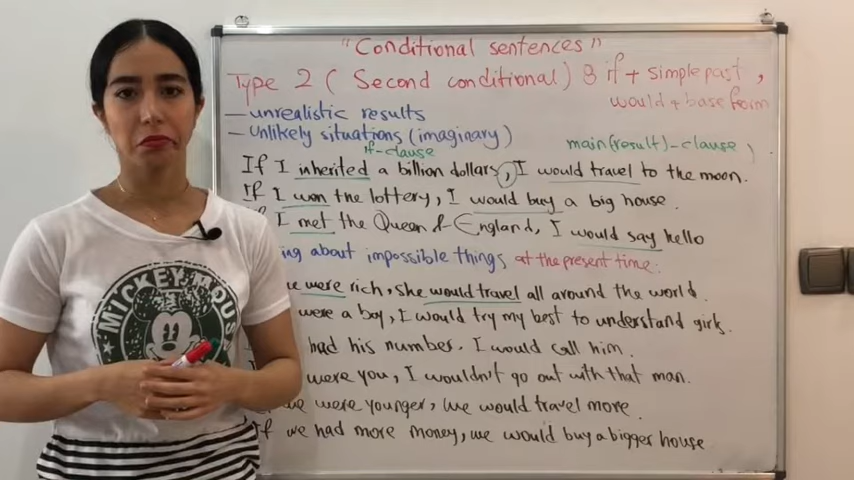 "Conditional sentences"
Type 2 ( Second conditional ) : if + simple past ,
would + base form
- unrealistic results
- Unlikely situations (imaginary)
if-clause
main(result)-clause
If I inherited a billion dollars, I would travel to the moon.
If I won the lottery, I would buy a big house.
I met the Queen of England, I would say hello
ing about impossible things at the present time.
were rich, she would travel all around the world.
were a boy, I would try my best to understand girls.
had his number. I would call him.
were you, I wouldn't go out with that man.
we were younger, we would travel more.
If we had more money, we would buy a bigger house
MICKEY MOUSE